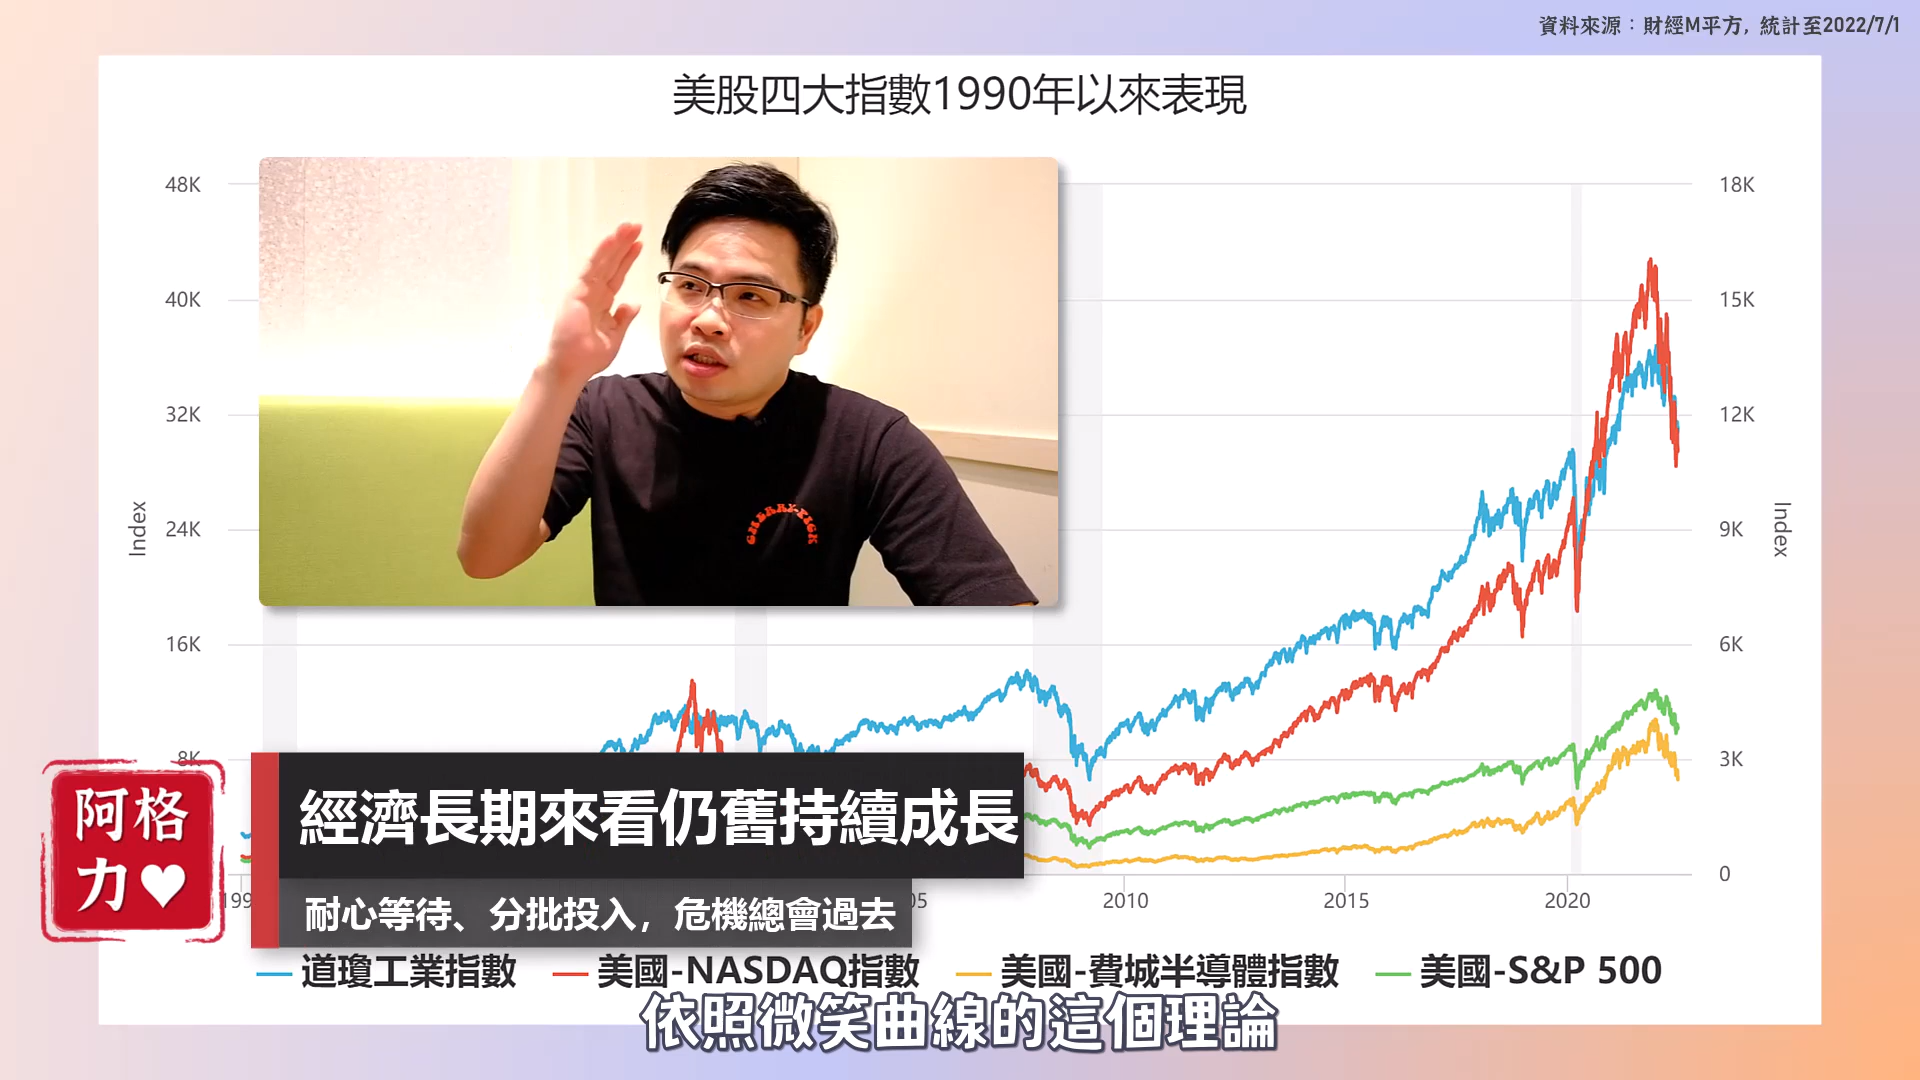 資料來源：財經M平方, 統計至2022/7/1
美股四大指數1990年以來表現
48K
18K
40K
15K
32K
12K
Index
24K
9K
Index
CHERRYPICK
16K
6K
8K
3K
0
阿格
力
經濟長期來看仍舊持續成長
耐心等待、分批投入，危機總會過去
2010
2015
2020
道瓊工業指數
美國-NASDAQ指數
美國-費城半導體指數
美國-S&P 500
依照微笑曲線的這個理論